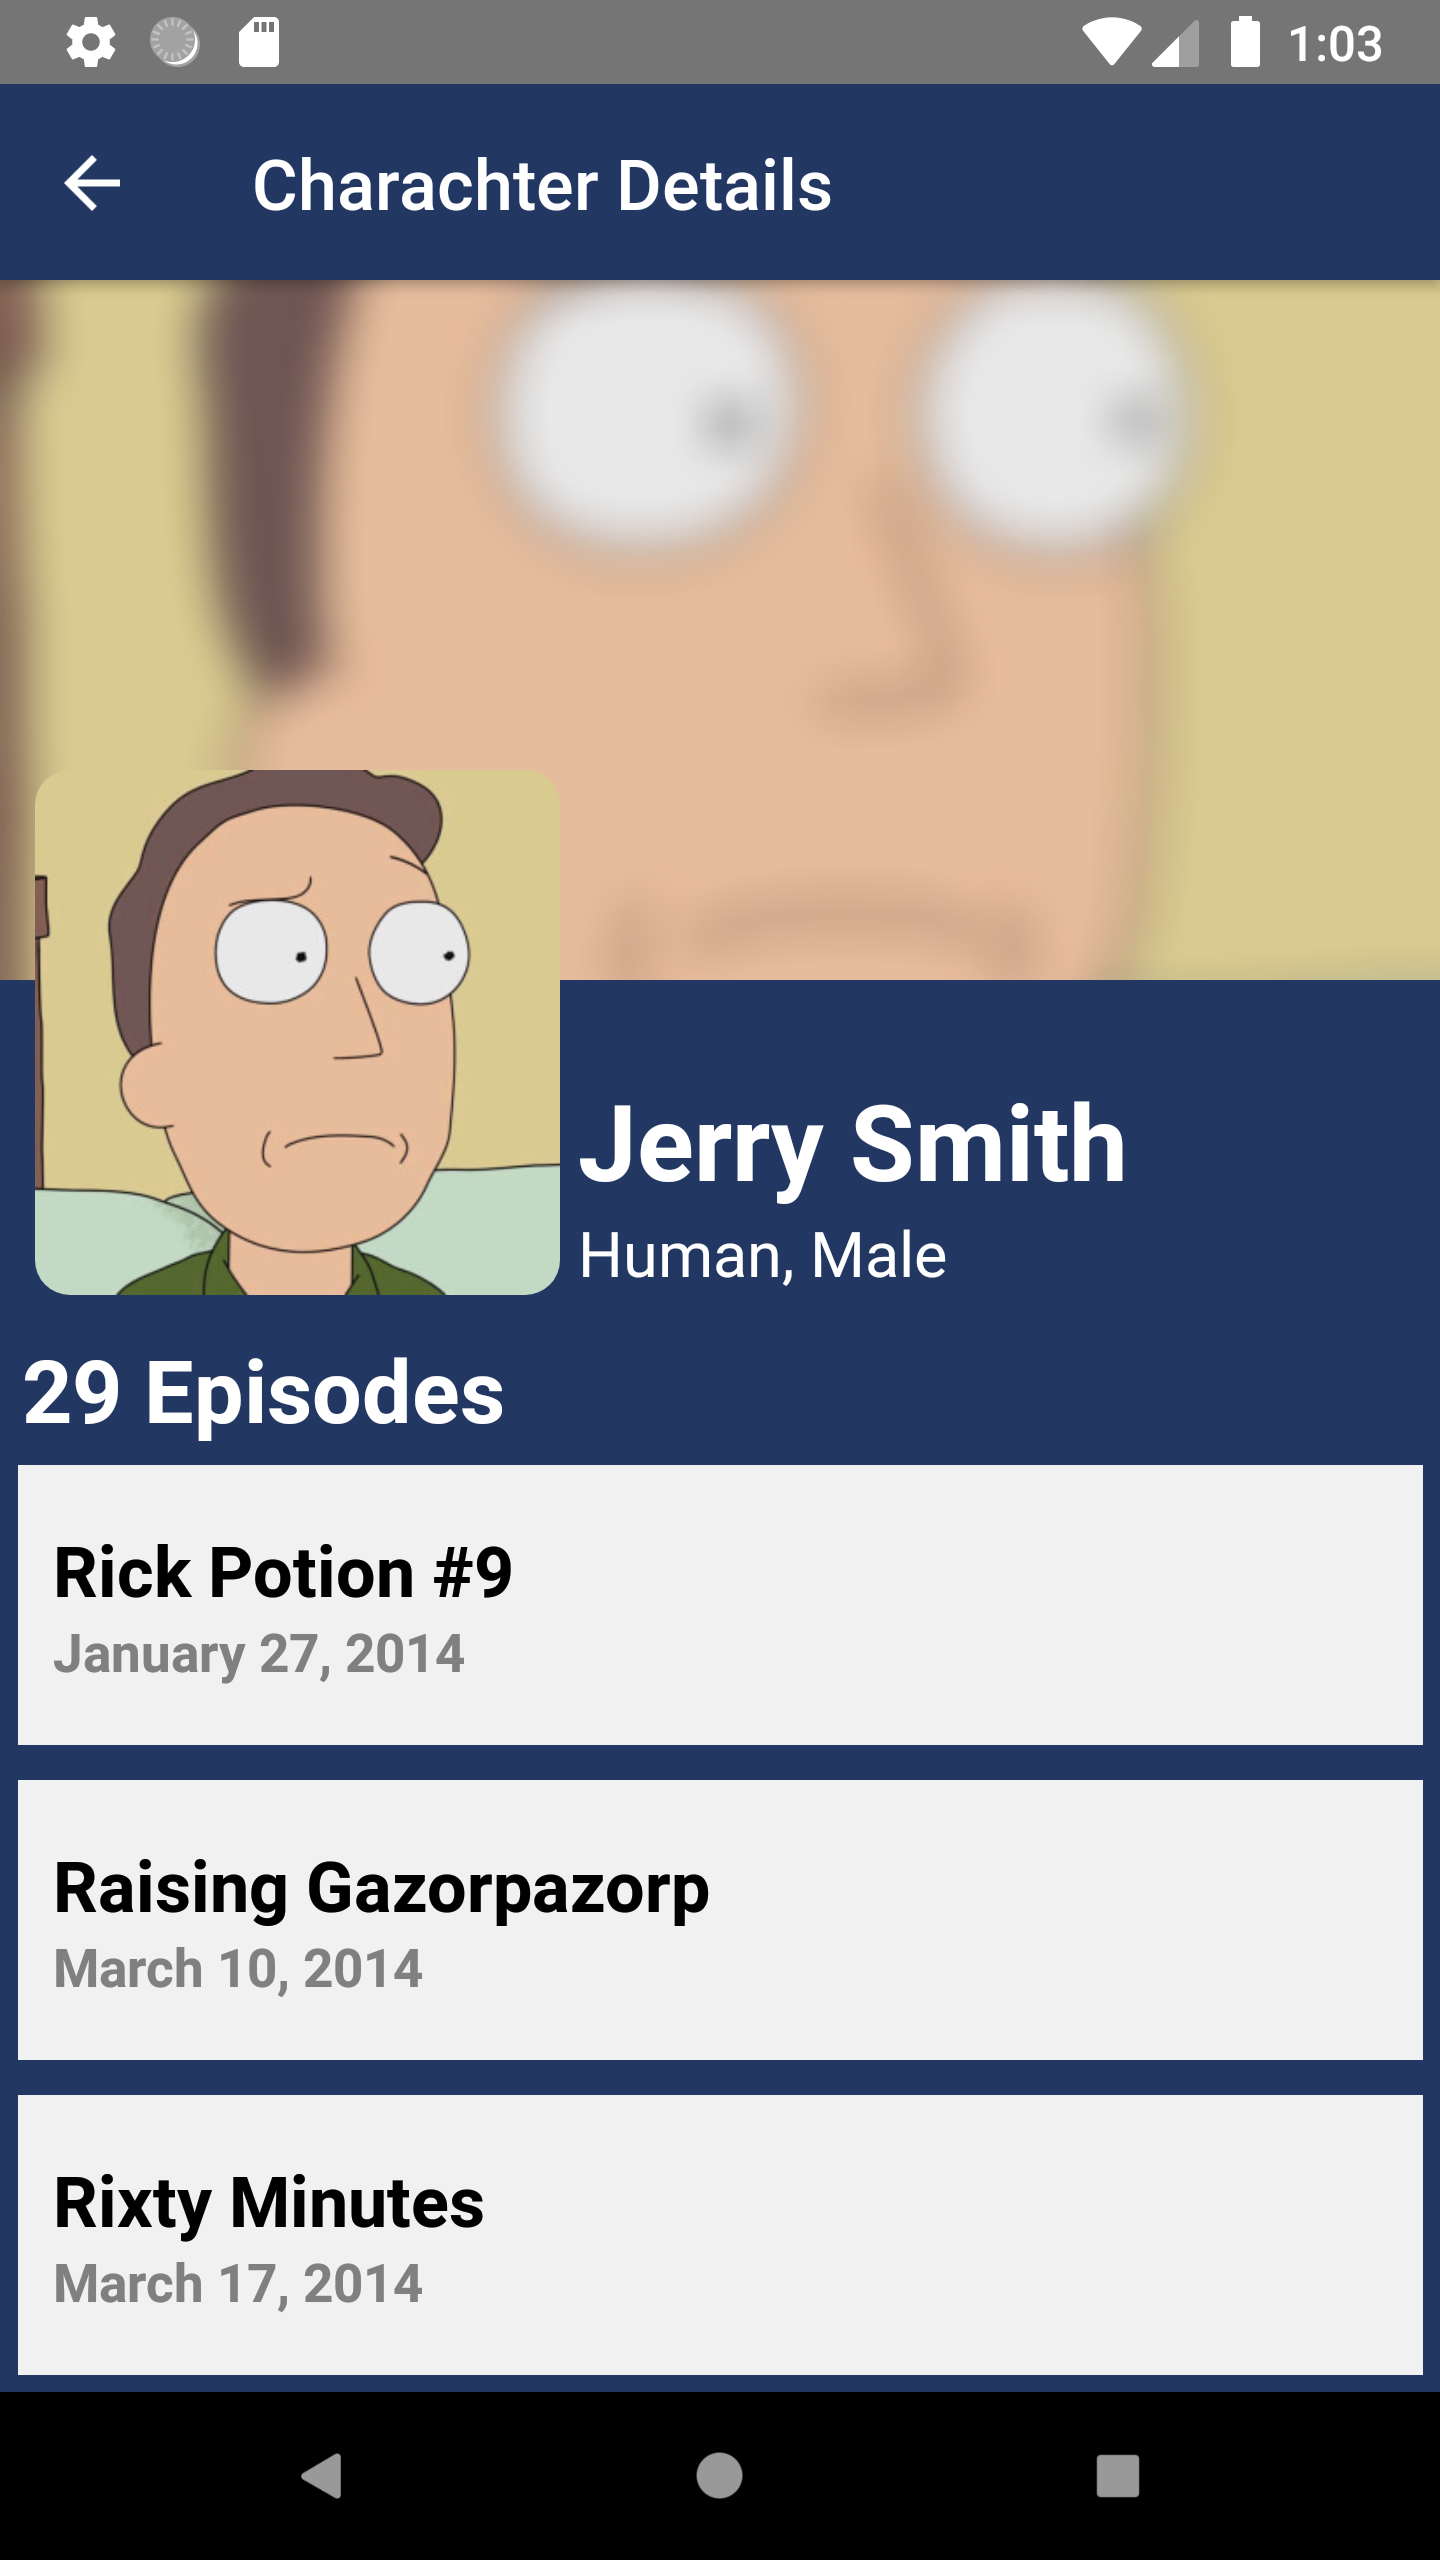 1:03
Charachter Details
Jerry Smith
Human, Male
29 Episodes
Rick Potion #9
January 27, 2014
Raising Gazorpazorp
March 10, 2014
Rixty Minutes
March 17, 2014